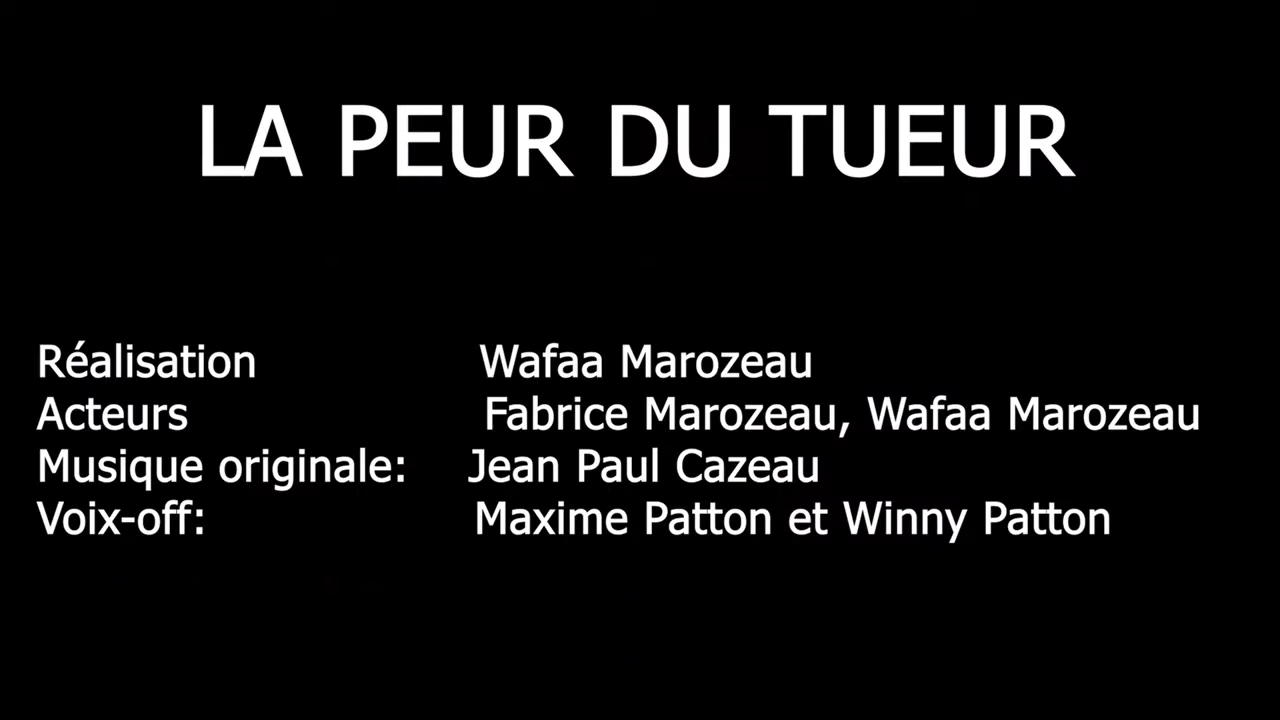 LA PEUR DU TUEUR
Réalisation Wafaa Marozeau
Acteurs Fabrice Marozeau, Wafaa Marozeau
Musique originale: Jean Paul Cazeau
Voix-off: Maxime Patton et Winny Patton